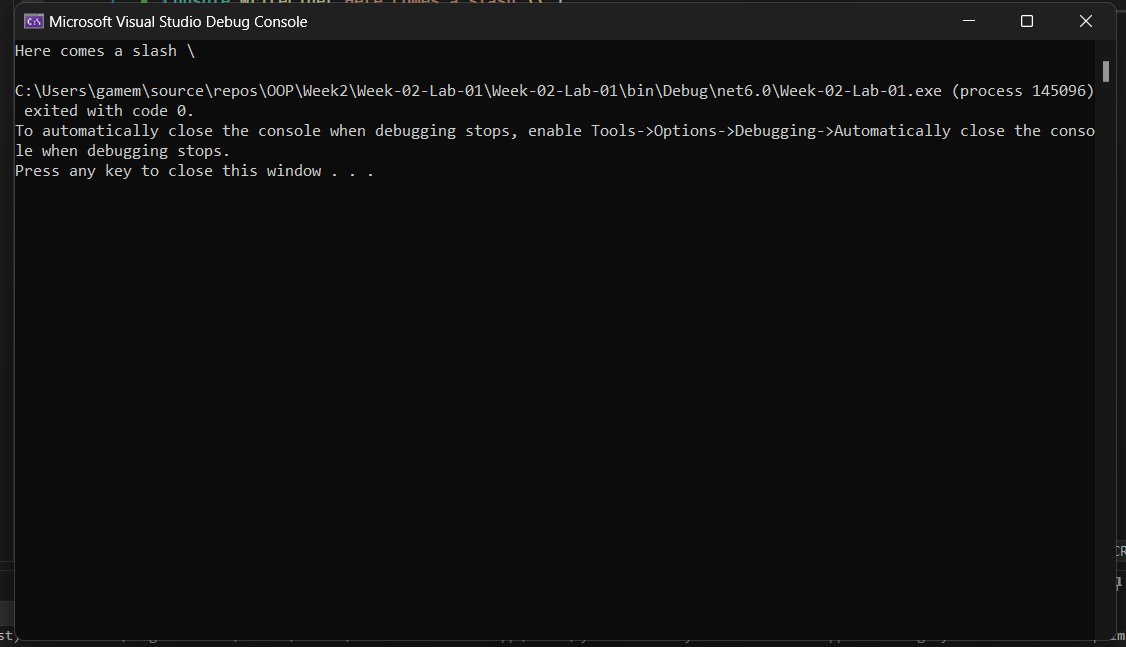 Microsoft Visual Studio Debug Console
Here comes a slash \
C:\Users\gamem\source\repos\OOP\Week2\Week-02-Lab-01\Week-02-Lab-01\bin\Debug\net6.0\Week-02-Lab-01.exe (process 145096)
 exited with code 0.
To automatically close the console when debugging stops, enable Tools->Options->Debugging->Automatically close the conso
le when debugging stops.
Press any key to close this window . . .